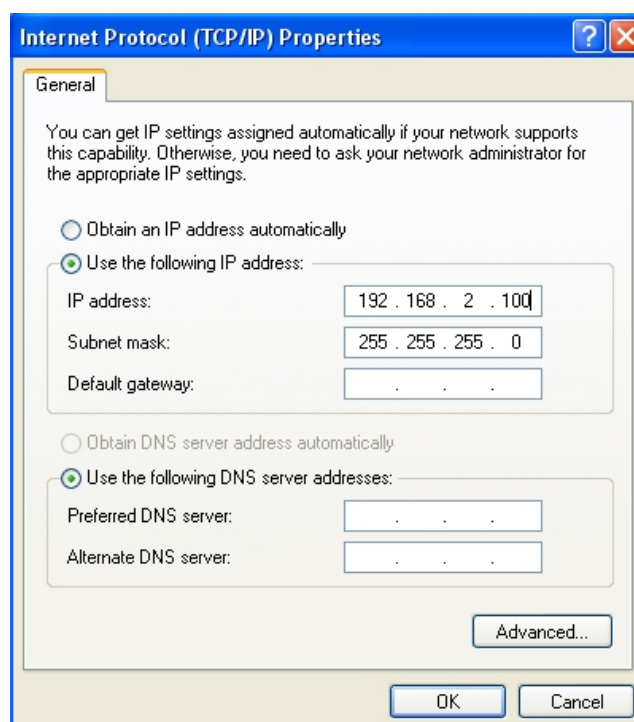 Internet Protocol (TCP/IP) Properties
General
You can get IP settings assigned automatically if your network supports
this capability. Otherwise, you need to ask your network administrator for
the appropriate IP settings.
Obtain an IP address automatically
Use the following IP address:
IP address: 192 . 168 . 2 . 100
Subnet mask: 255 . 255 . 255 . 0
Default gateway: . . .
Obtain DNS server address automatically
Use the following DNS server addresses:
Preferred DNS server: . . .
Alternate DNS server: . . .
Advanced...
OK Cancel